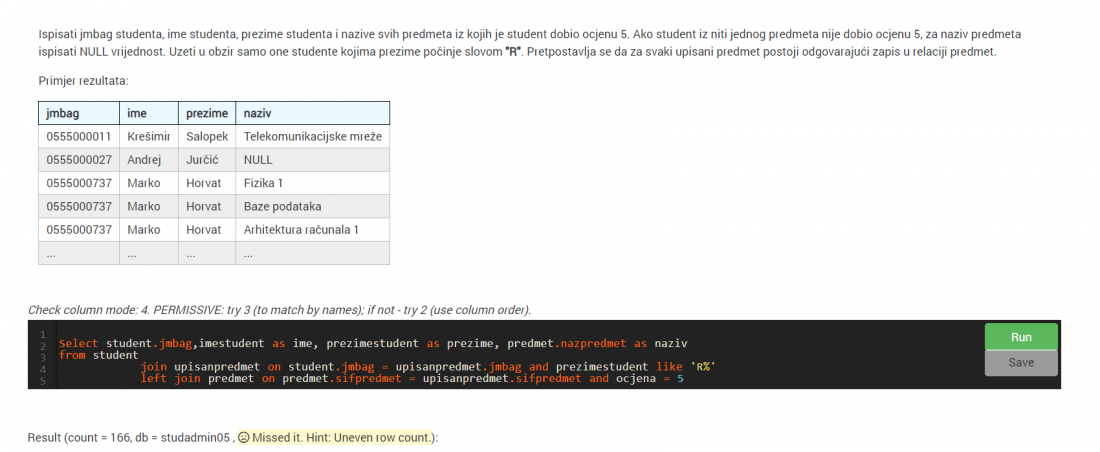 Ispisati jmbag studenta, ime studenta, prezime studenta i nazive svih predmeta iz kojih je student dobio ocjenu 5. Ako student iz niti jednog predmeta nije dobio ocjenu 5, za naziv predmeta
ispisati NULL vrijednost. Uzeti u obzir samo one studente kojima prezime počinje slovom "R". Pretpostavlja se da za svaki upisani predmet postoji odgovarajući zapis u relaciji predmet.
Primjer rezultata:
jmbag ime prezime naziv
0555000011 Krešimir Salopek Telekomunikacijske mreže
0555000027 Andrej Jurčić NULL
0555000737 Marko Horvat Fizika 1
0555000737 Marko Horvat Baze podataka
0555000737 Marko Horvat Arhitektura računala 1
... ... ... ...
Check column mode: 4. PERMISSIVE: try 3 (to match by names); if not - try 2 (use column order).
1
2 Select student.jmbag,imestudent as ime, prezimestudent as prezime, predmet.nazpredmet as naziv
3 from student
4 join upisanpredmet on student.jmbag = upisanpredmet.jmbag and prezimestudent like 'R%'
5 left join predmet on predmet.sifpredmet = upisanpredmet.sifpredmet and ocjena = 5
Run
Save
Result (count = 166, db = studadmin05 , Missed it. Hint: Uneven row count.):